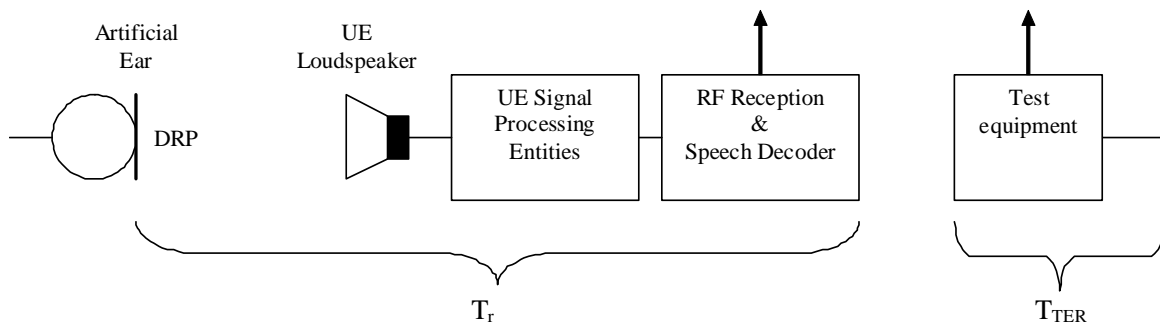 Artificial
Ear
DRP
UE
Loudspeaker
UE Signal
Processing
Entities
RF Reception
&
Speech Decoder
Test
equipment
Tr
TTER